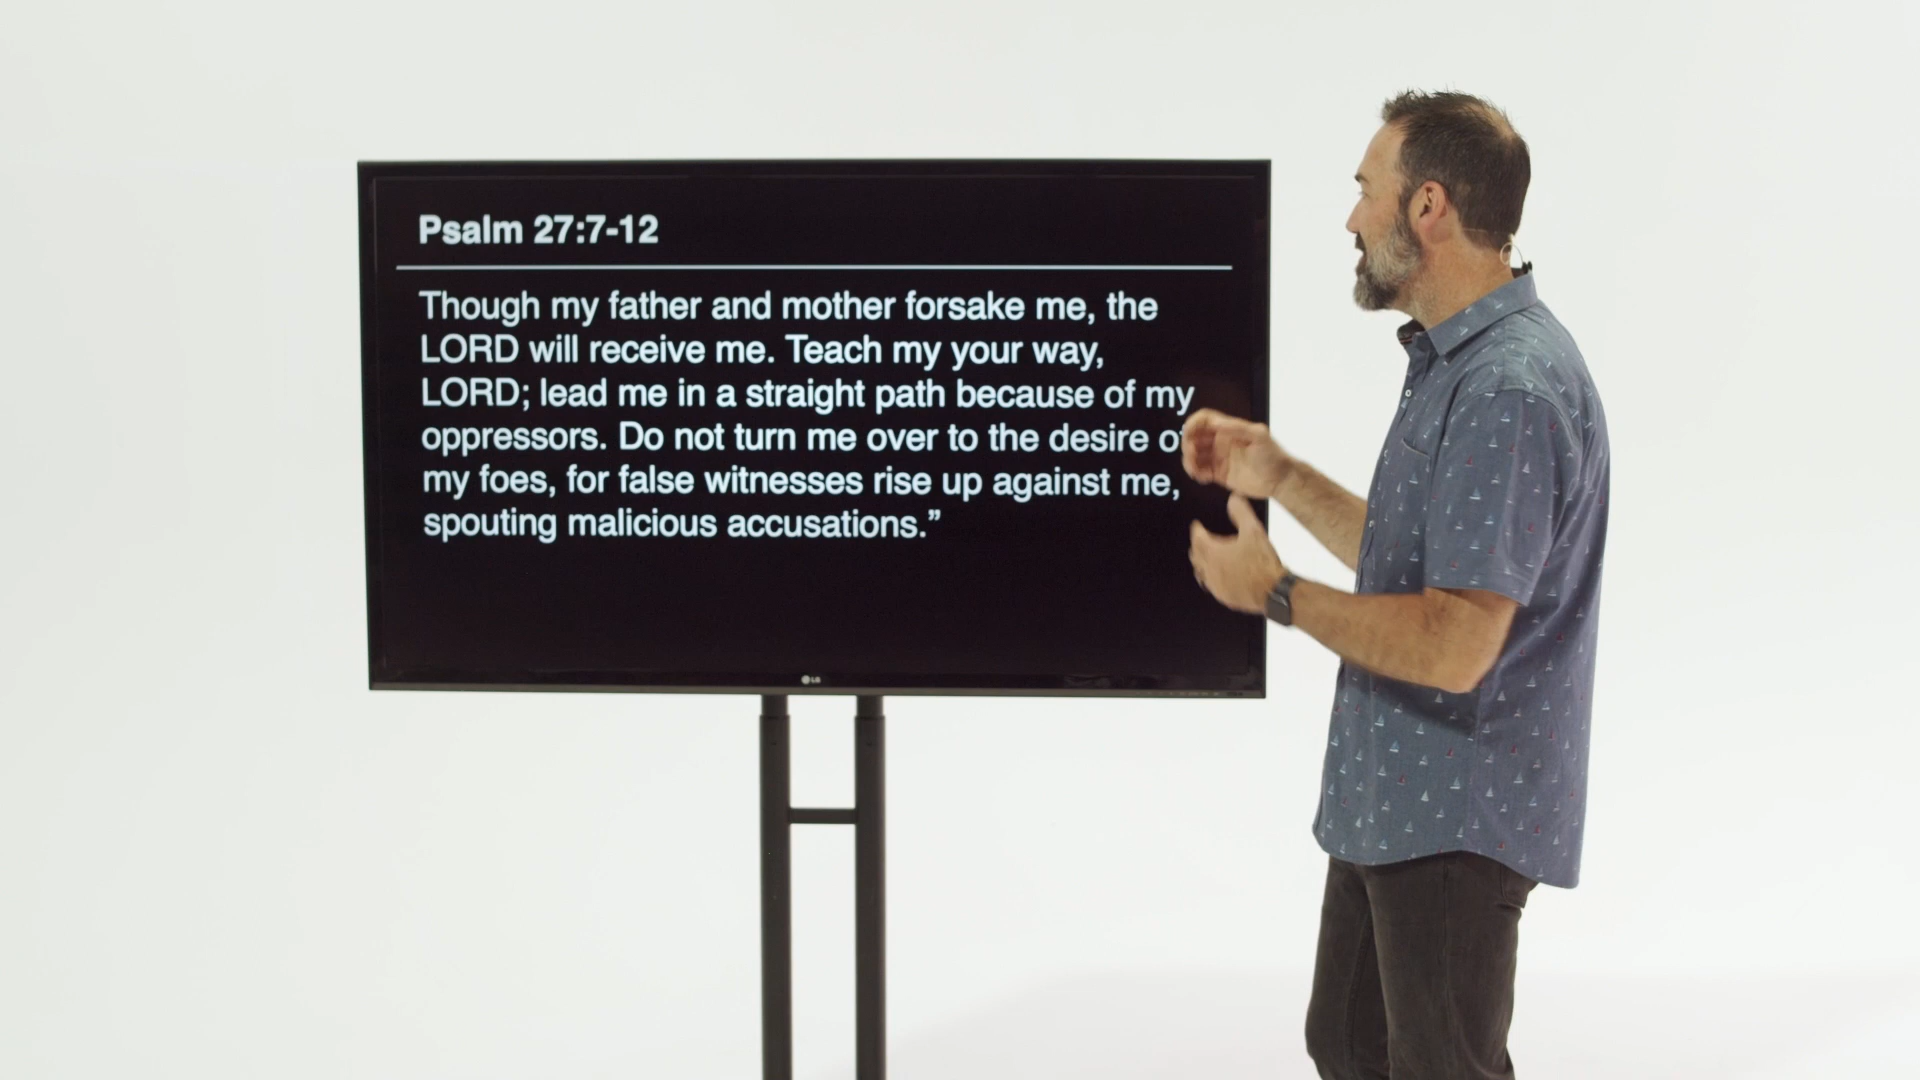 Psalm 27:7-12
Though my father and mother forsake me, the
LORD will receive me. Teach my your way,
LORD; lead me in a straight path because of my
oppressors. Do not turn me over to the desire of
my foes, for false witnesses rise up against me,
spouting malicious accusations.”
LG